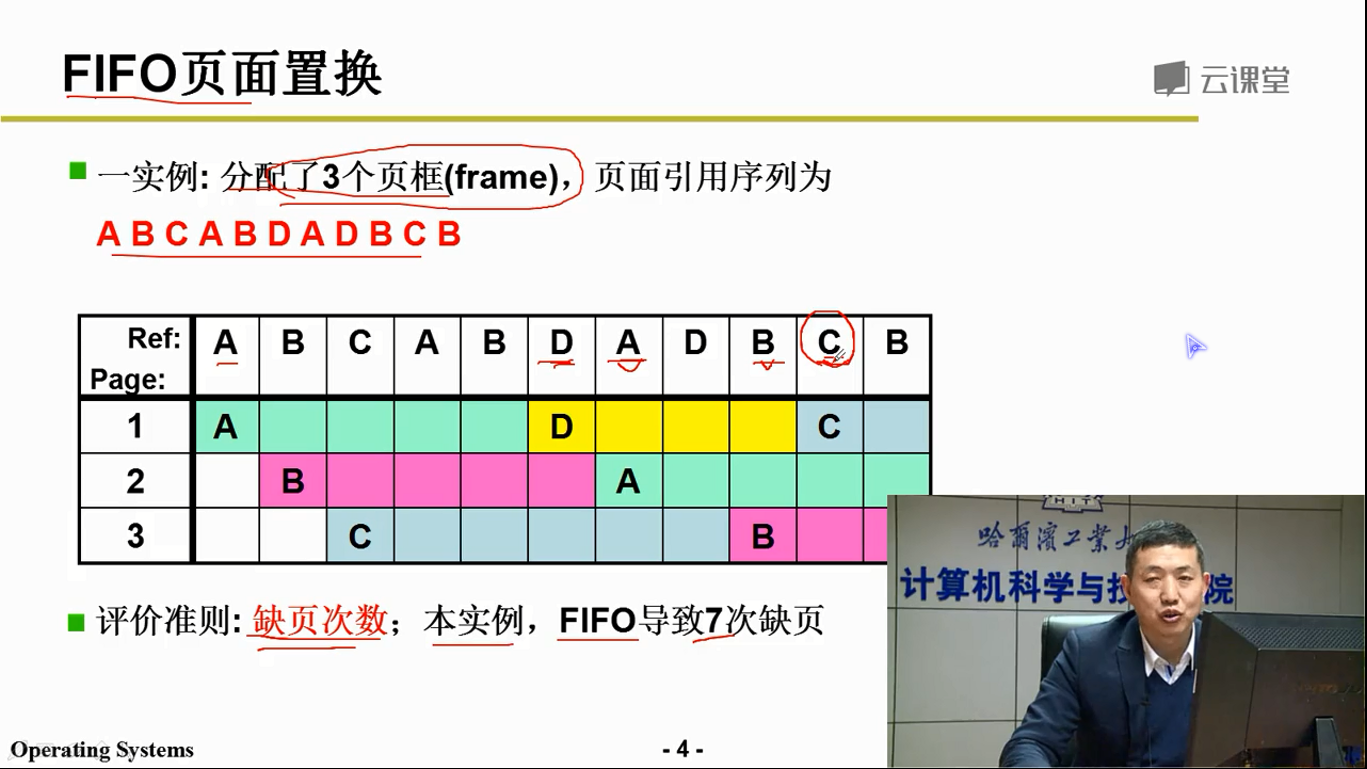 FIFO页面置换
云课堂
一实例: 分配了3个页框(frame)，页面引用序列为
A B C A B D A D B C B
Ref: A B C A B D A D B C B
Page:
1 A D C
2 B A
3 C B
评价准则: 缺页次数；本实例，FIFO导致7次缺页
哈尔滨工业大
计算机科学与技 院
Operating Systems
- 4 -